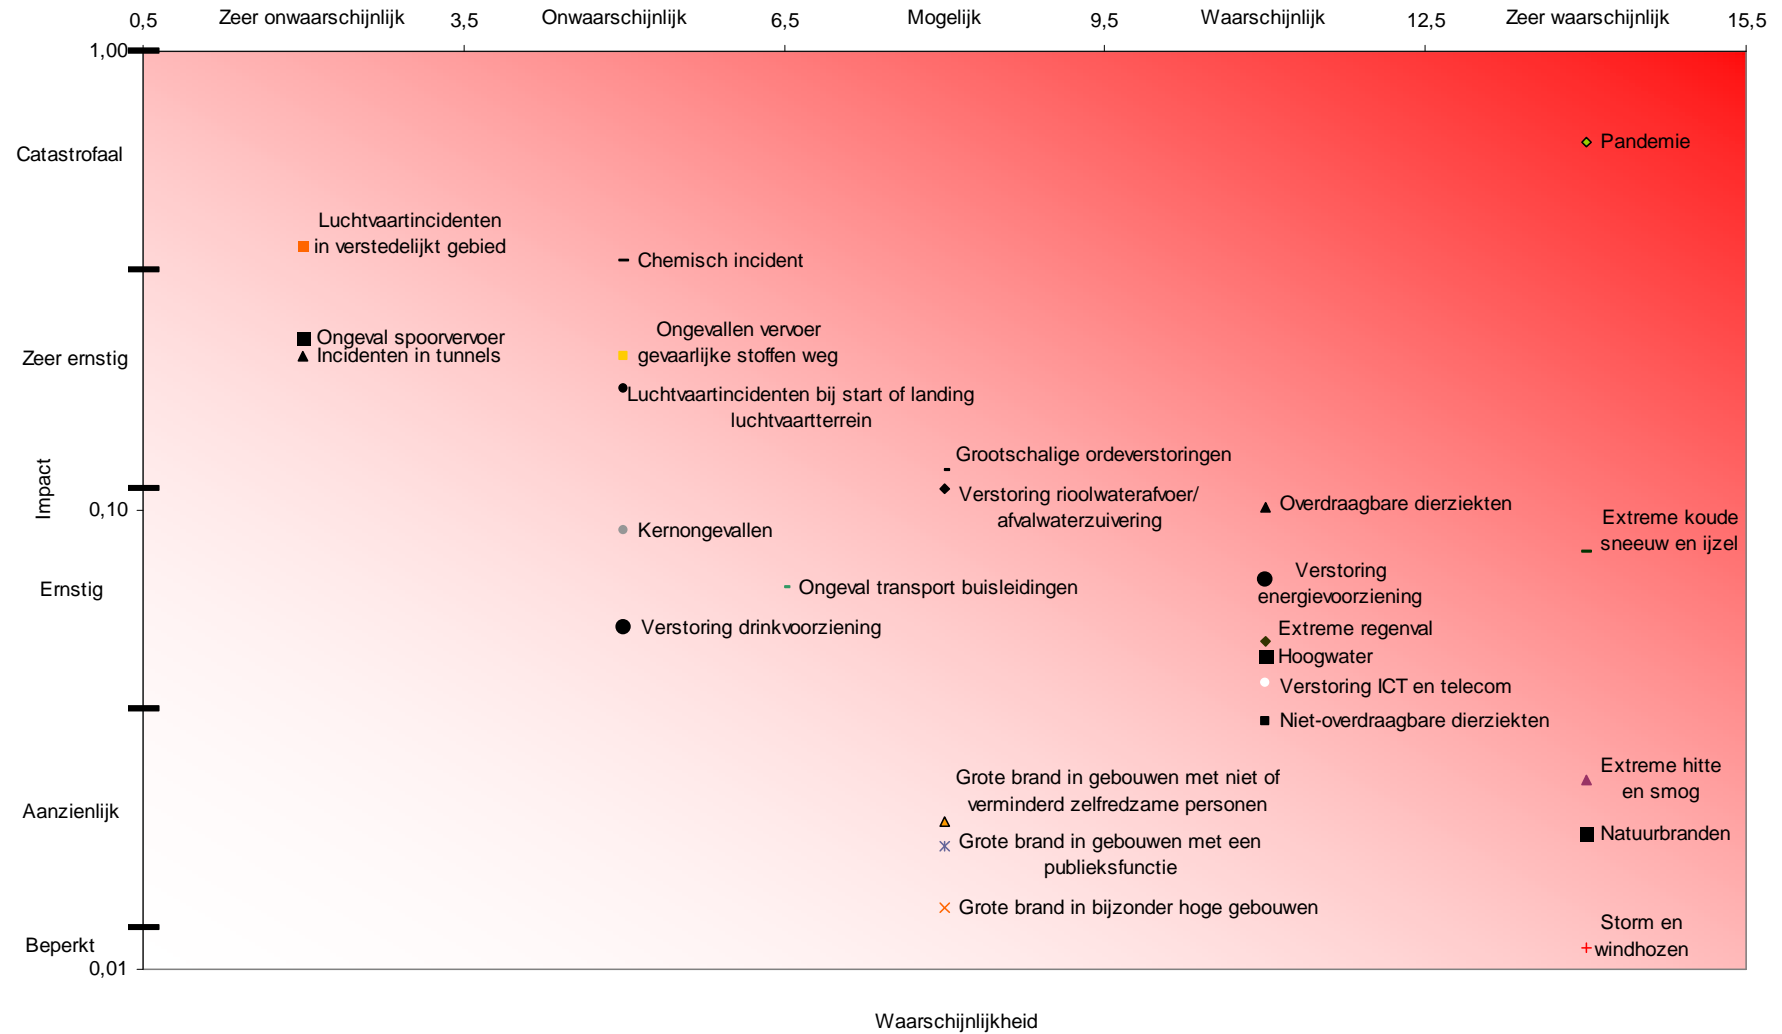 0,5 Zeer onwaarschijnlijk 3,5 Onwaarschijnlijk 6,5 Mogelijk 9,5 Waarschijnlijk 12,5 Zeer waarschijnlijk 15,5
1,00
Catastrofaal
Pandemie
Luchtvaartincidenten
in verstedelijkt gebied
Chemisch incident
Ongeval spoorvervoer
Incidenten in tunnels
Ongevallen vervoer
gevaarlijke stoffen weg
Zeer ernstig
Luchtvaartincidenten bij start of landing
luchtvaartterrein
Grootschalige ordeverstoringen
Impact
0,10
Verstoring rioolwaterafvoer/
afvalwaterzuivering
Overdraagbare dierziekten
Extreme koude
sneeuw en ijzel
Kernongevallen
Ernstig
Ongeval transport buisleidingen
Verstoring
energievoorziening
Verstoring drinkvoorziening
Extreme regenval
Hoogwater
Verstoring ICT en telecom
Niet-overdraagbare dierziekten
Grote brand in gebouwen met niet of
verminderd zelfredzame personen
Extreme hitte
en smog
Aanzienlijk
Grote brand in gebouwen met een
publieksfunctie
Natuurbranden
Grote brand in bijzonder hoge gebouwen
Storm en
windhozen
Beperkt
0,01
Waarschijnlijkheid